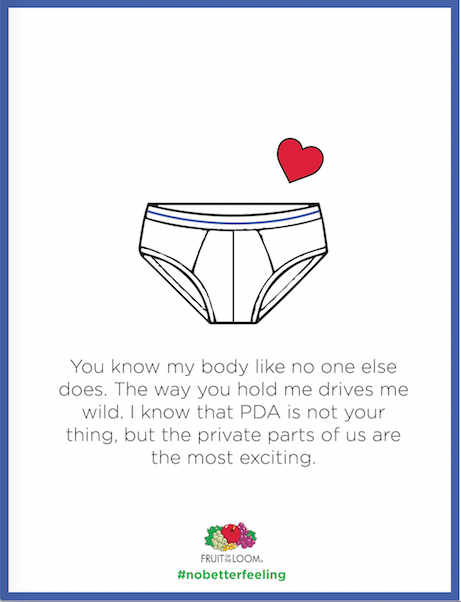 You know my body like no one else
does. The way you hold me drives me
wild. I know that PDA is not your
thing, but the private parts of us are
the most exciting.
FRUIT OF THE LOOM®
#nobetterfeeling